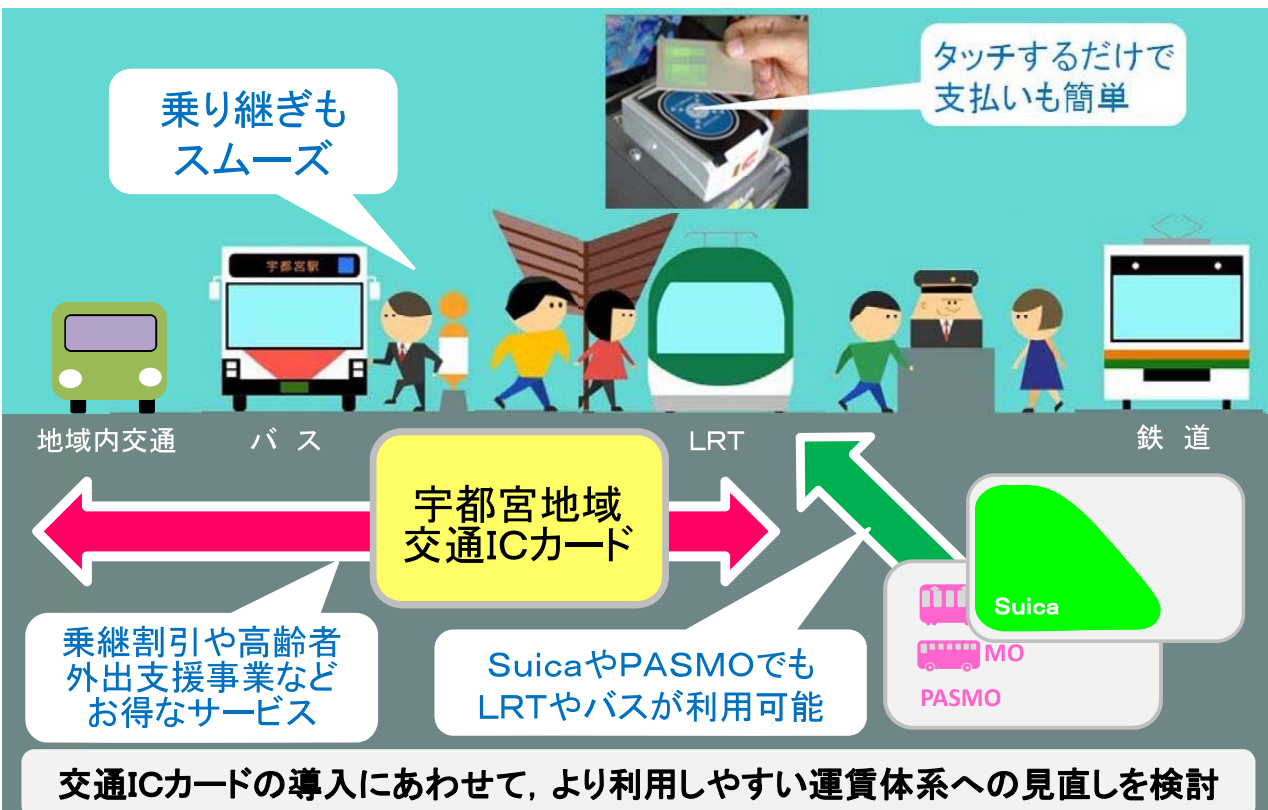 乗り継ぎも
スムーズ
タッチするだけで
支払いも簡単
IC
宇都宮駅
地域内交通
バス
LRT
鉄道
宇都宮地域
交通ICカード
Suica
MO
PASMO
乗継割引や高齢者
外出支援事業など
お得なサービス
SuicaやPASMOでも
LRTやバスが利用可能
交通ICカードの導入にあわせて，より利用しやすい運賃体系への見直しを検討